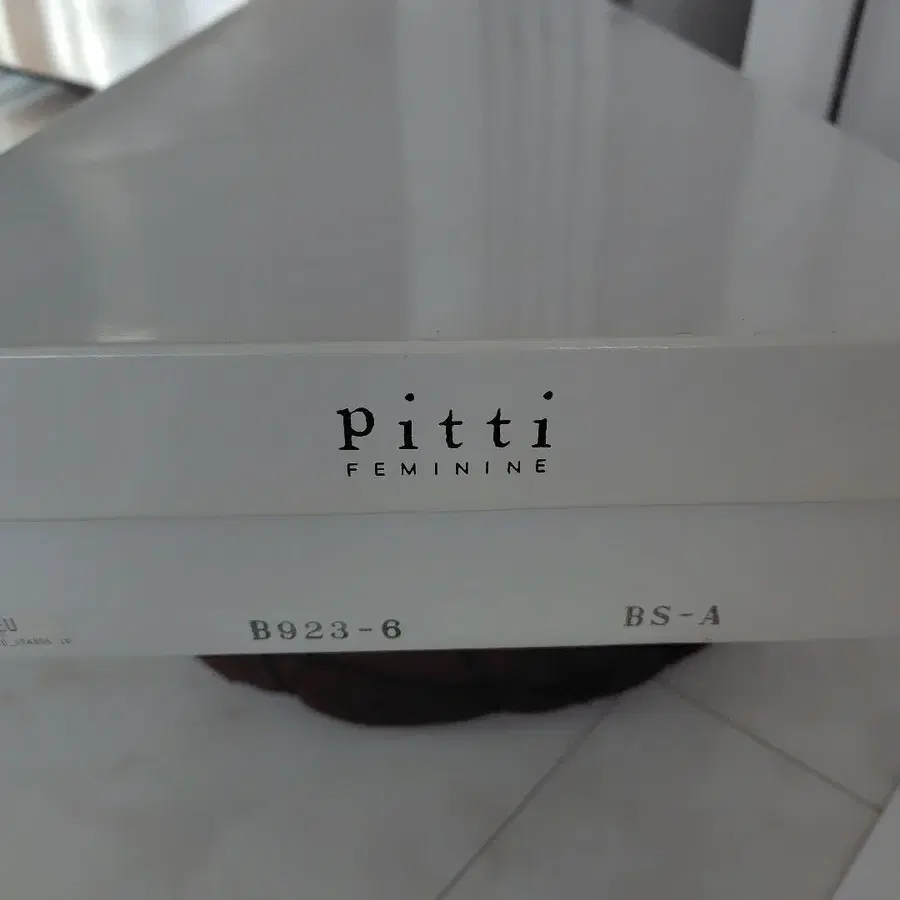 pitti
FEMININE
B923-6 BS-A